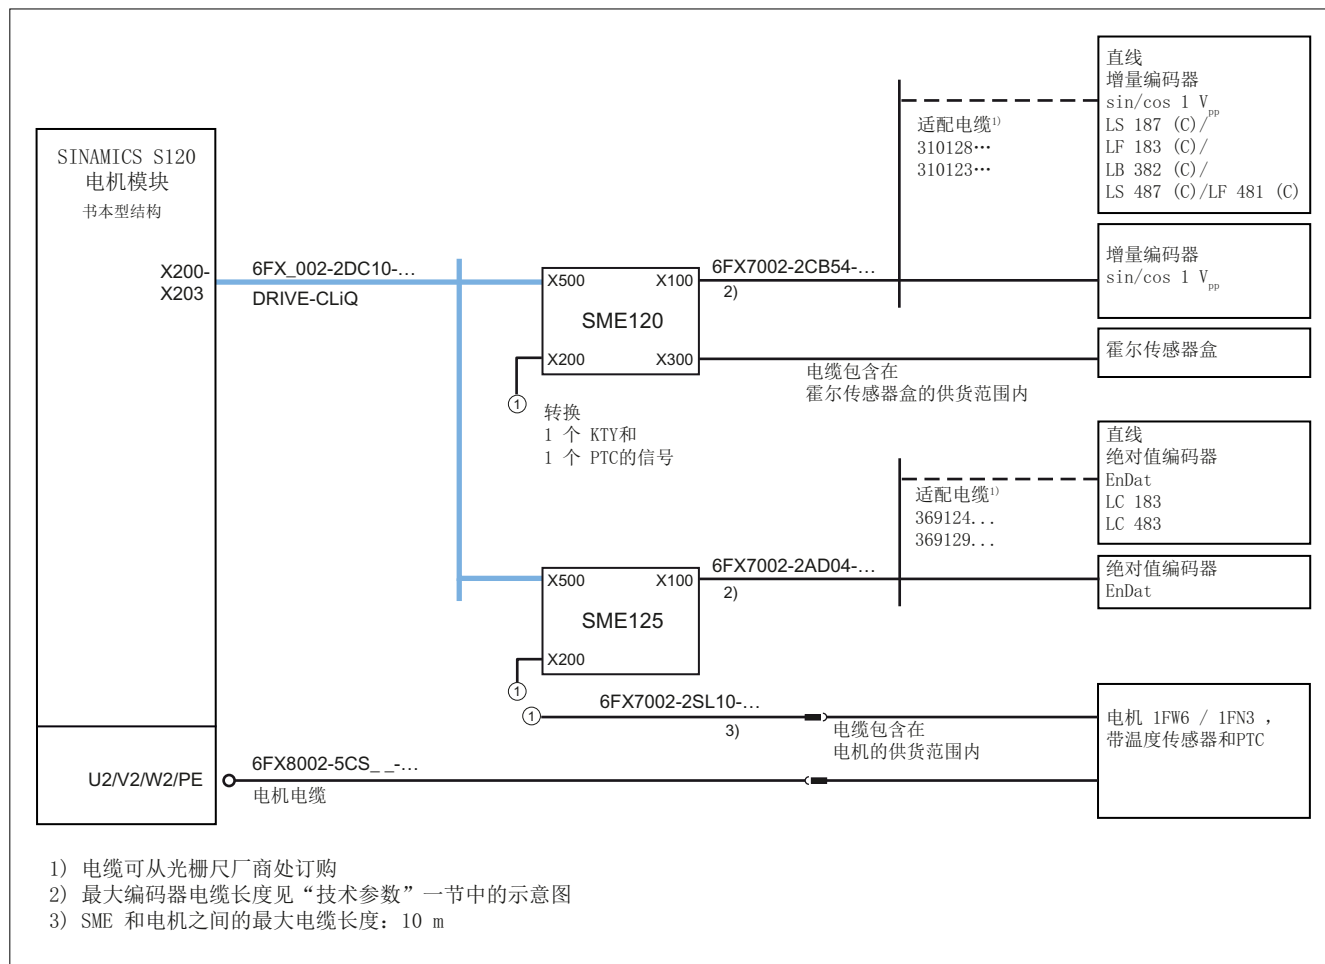 SINAMICS S120
电机模块
书本型结构
X200-
X203
6FX_002-2DC10-...
DRIVE-CLiQ
X500
X100
SME120
X200
X300
1
转换
1 个 KTY和
1 个 PTC的信号
6FX7002-2CB54-...
2)
适配电缆1)
310128···
310123···
直线
增量编码器
sin/cos 1 Vpp
LS 187 (C)/
LF 183 (C)/
LB 382 (C)/
LS 487 (C)/LF 481 (C)
增量编码器
sin/cos 1 Vpp
霍尔传感器盒
电缆包含在
霍尔传感器盒的供货范围内
适配电缆1)
369124...
369129...
直线
绝对值编码器
EnDat
LC 183
LC 483
X500
X100
SME125
X200
1
6FX7002-2AD04-...
2)
绝对值编码器
EnDat
1
6FX7002-2SL10-...
3)
电缆包含在
电机的供货范围内
电机 1FW6 / 1FN3 ,
带温度传感器和PTC
U2/V2/W2/PE
6FX8002-5CS_ _-...
电机电缆
1) 电缆可从光栅尺厂商处订购
2) 最大编码器电缆长度见“技术参数”一节中的示意图
3) SME 和电机之间的最大电缆长度: 10 m